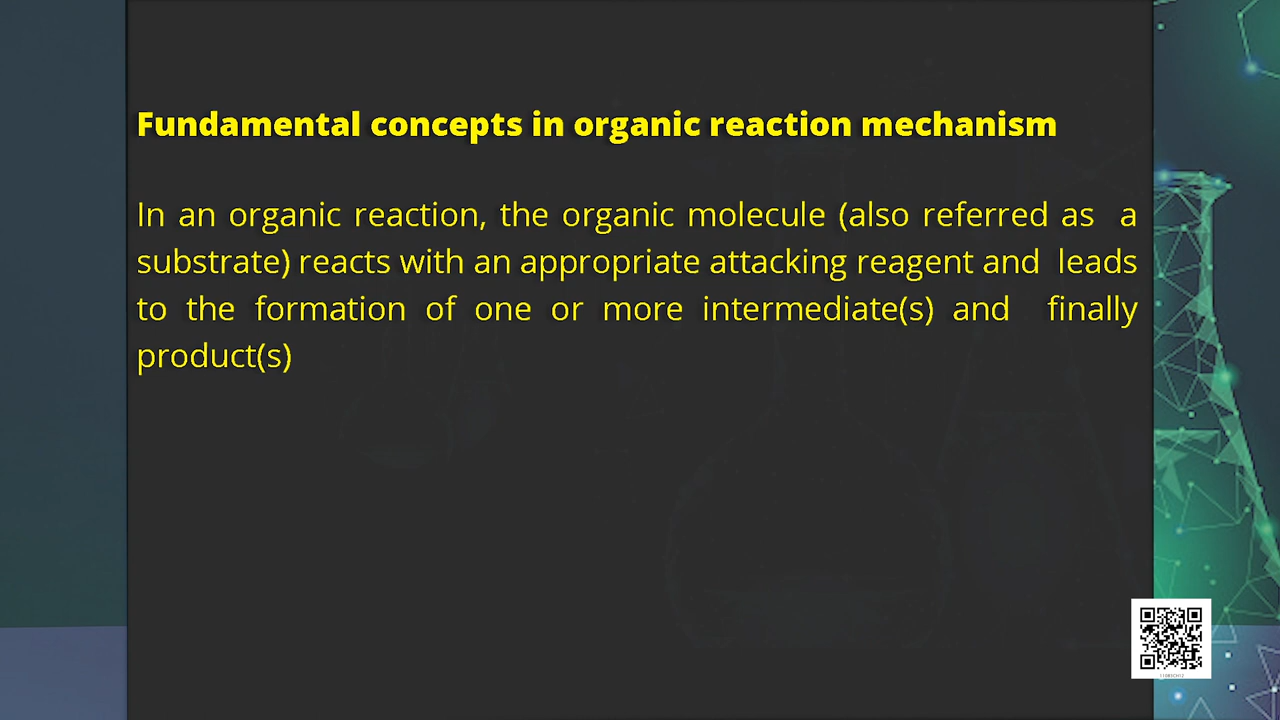 Fundamental concepts in organic reaction mechanism
In an organic reaction, the organic molecule (also referred as a
substrate) reacts with an appropriate attacking reagent and leads
to the formation of one or more intermediate(s) and finally
product(s)